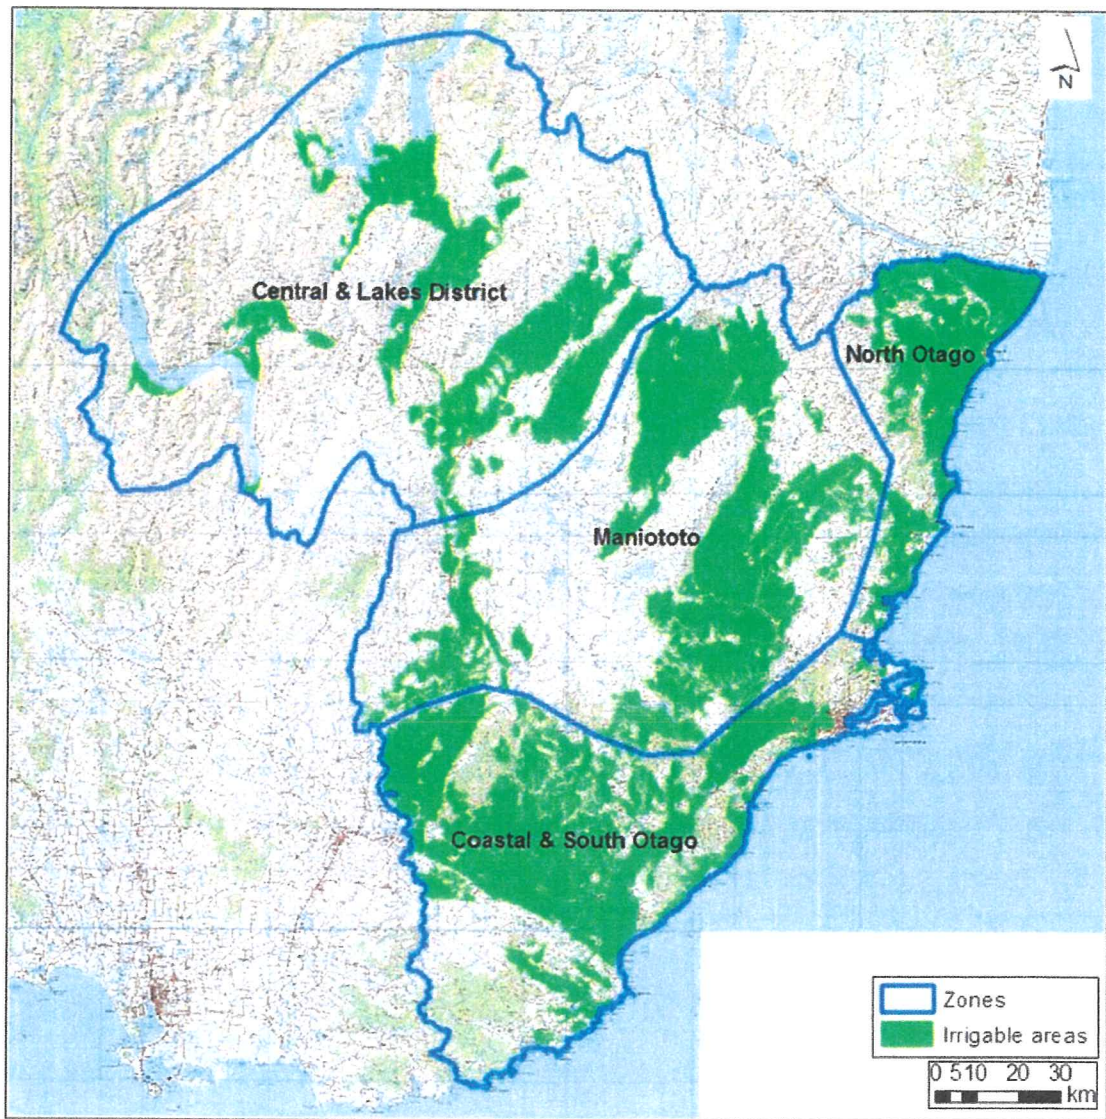 N
Central & Lakes District
North Otago
Maniototo
Coastal & South Otago
Zones
Irrigable areas
0 5 10 20 30
km